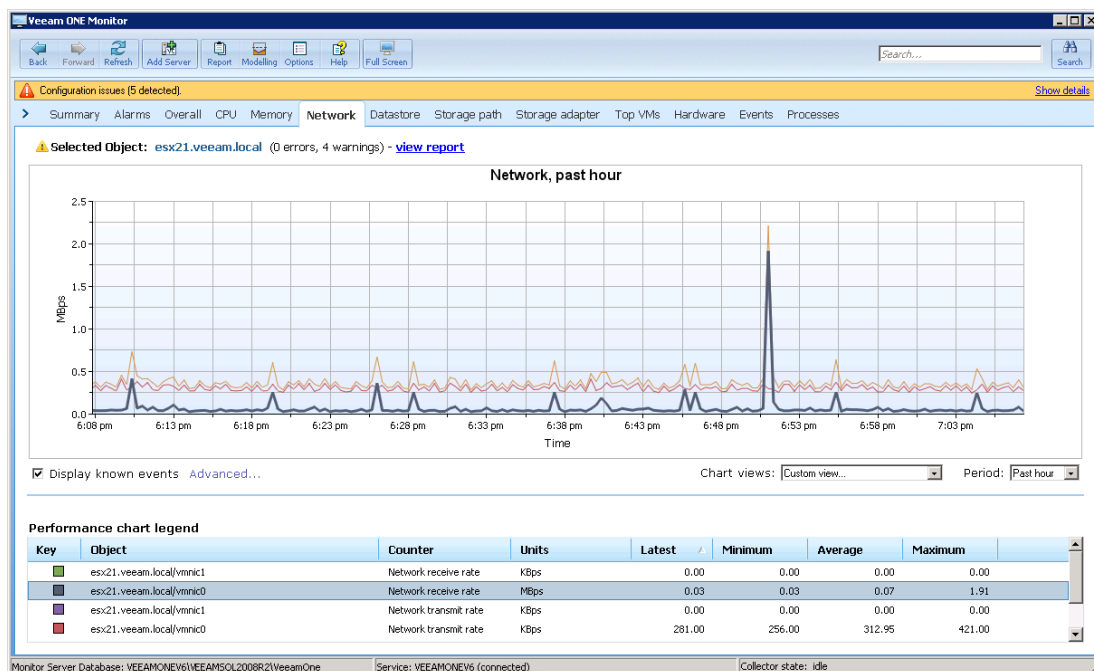 Veeam ONE Monitor
Back Forward Refresh Add Server Report Modelling Options Help Full Screen Search... Search
Configuration issues (5 detected). Show details
Summary Alarms Overall CPU Memory Network Datastore Storage path Storage adapter Top VMs Hardware Events Processes
Selected Object: esx21.veeam.local (0 errors, 4 warnings) - view report
Network, past hour
2.5
2.0
1.5
1.0
0.5
0.0
MBps
6:08 pm 6:13 pm 6:18 pm 6:23 pm 6:28 pm 6:33 pm 6:38 pm 6:43 pm 6:48 pm 6:53 pm 6:58 pm 7:03 pm
Time
Display known events Advanced... Chart views: Custom view... Period: Past hour
Performance chart legend
Key Object Counter Units Latest Minimum Average Maximum
esx21.veeam.local/vmnic1 Network receive rate KBps 0.00 0.00 0.00 0.00
esx21.veeam.local/vmnic0 Network receive rate MBps 0.03 0.03 0.07 1.91
esx21.veeam.local/vmnic1 Network transmit rate KBps 0.00 0.00 0.00 0.00
esx21.veeam.local/vmnic0 Network transmit rate KBps 281.00 256.00 312.95 421.00
Monitor Server Database: VEEAMONEV6\VEEAMSQL2008R2\VeeamOne Service: VEEAMONEV6 (connected) Collector state: idle